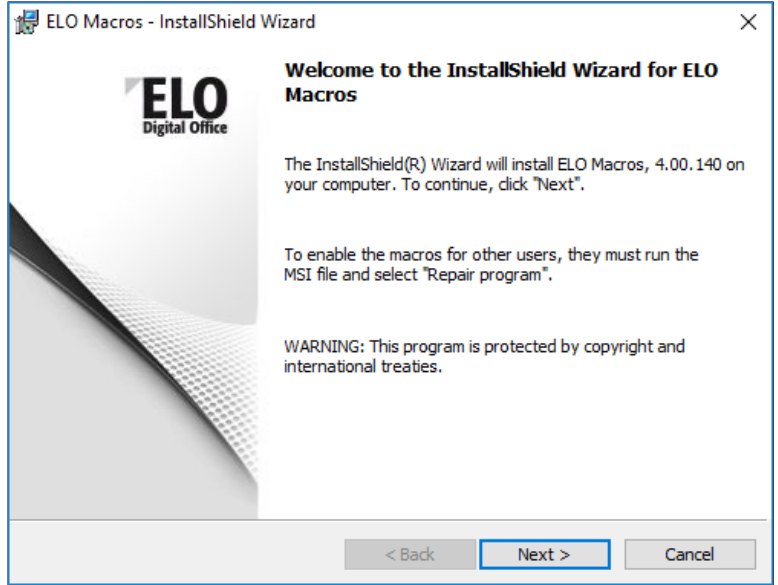 ELO Macros - InstallShield Wizard
ELO
Digital Office
Welcome to the InstallShield Wizard for ELO
Macros
The InstallShield(R) Wizard will install ELO Macros, 4.00.140 on
your computer. To continue, click "Next".
To enable the macros for other users, they must run the
MSI file and select "Repair program".
WARNING: This program is protected by copyright and
international treaties.
< Back
Next >
Cancel